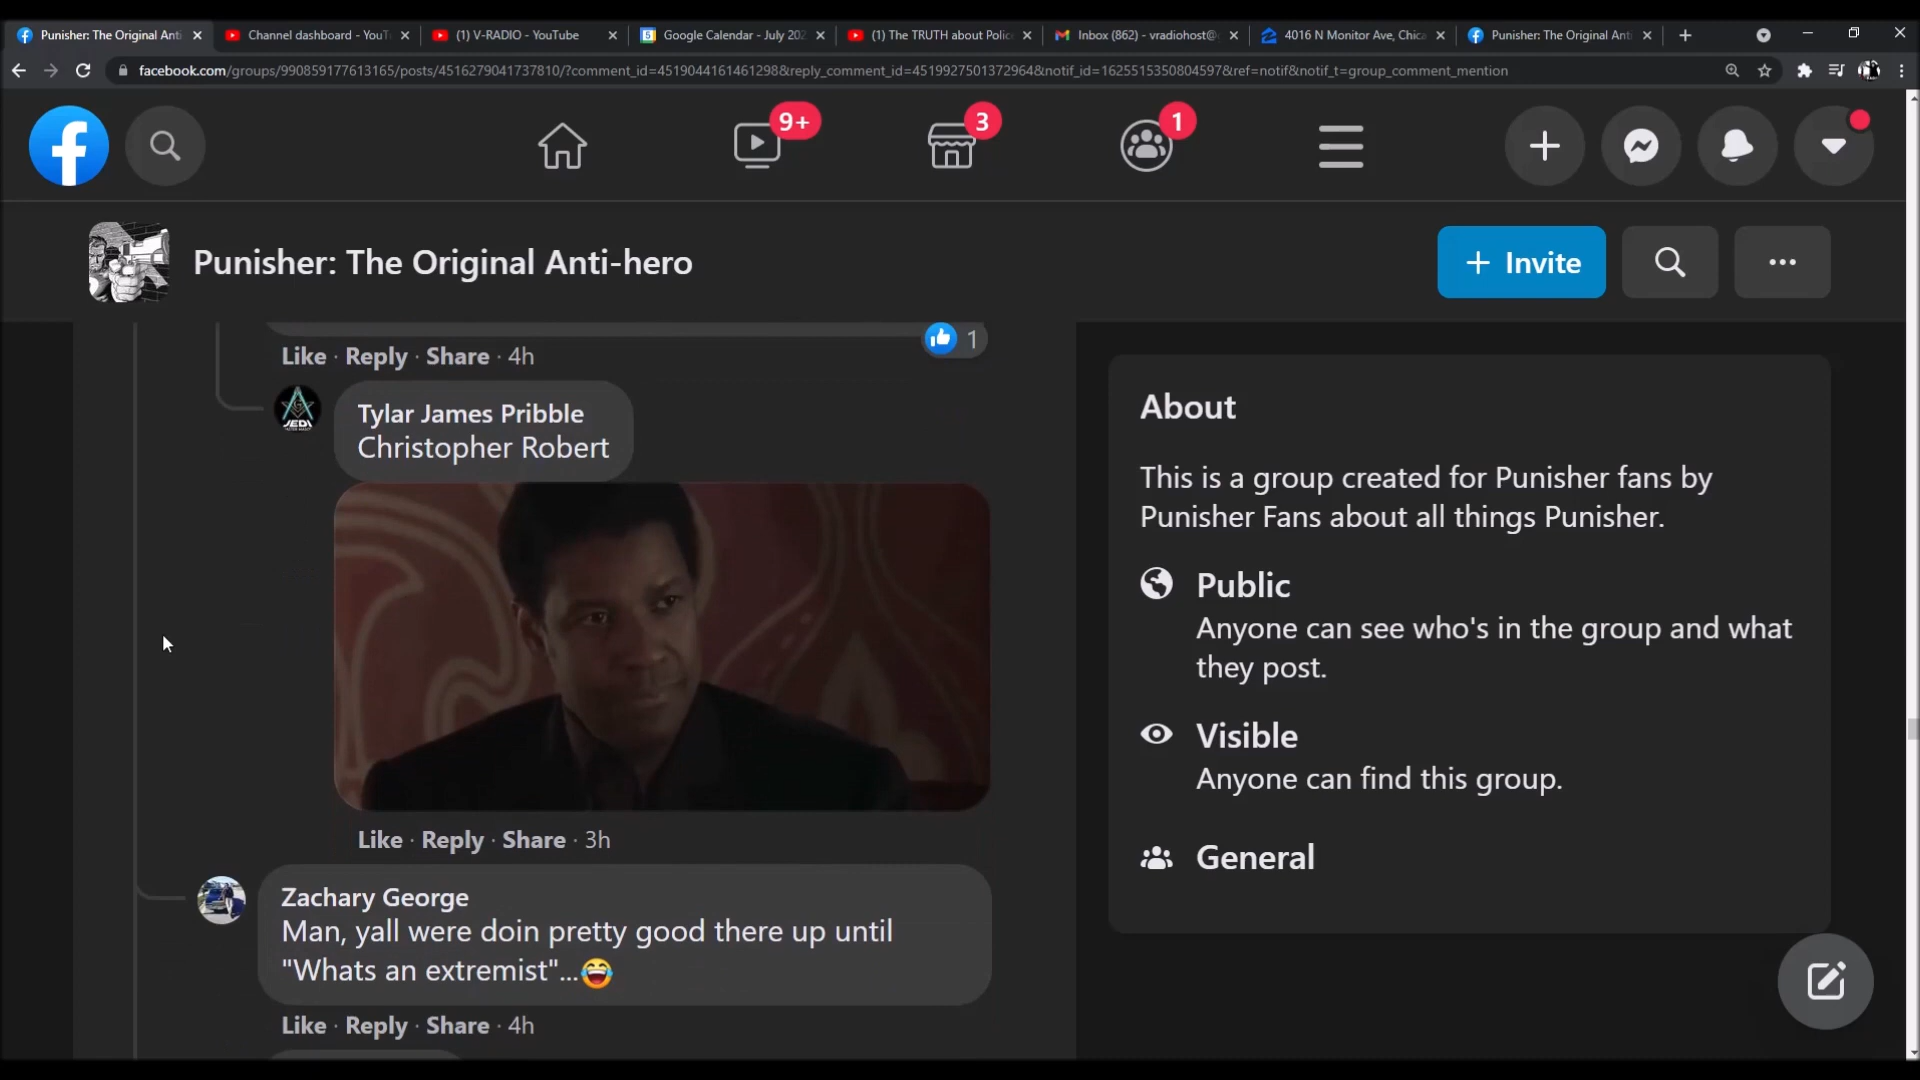 Punisher: The Original Anti
Channel dashboard - YouT
(1) V-RADIO - YouTube
Google Calendar - July 202
(1) The TRUTH about Polic
Inbox (862) - vradiohost@
4016 N Monitor Ave, Chica
Punisher: The Original Anti
facebook.com/groups/990859177613165/posts/4516279041737810/?comment_id=4519044161461298&reply_comment_id=4519927501372964&notif_id=1625515350804597&ref=notif&notif_t=group_comment_mention
9+
3
1
Punisher: The Original Anti-hero
+ Invite
1
Like · Reply · Share · 4h
JEDI
Tylar James Pribble
Christopher Robert
Like · Reply · Share · 3h
Zachary George
Man, yall were doin pretty good there up until
"Whats an extremist"...😂
Like · Reply · Share · 4h
About
This is a group created for Punisher fans by
Punisher Fans about all things Punisher.
Public
Anyone can see who's in the group and what
they post.
Visible
Anyone can find this group.
General